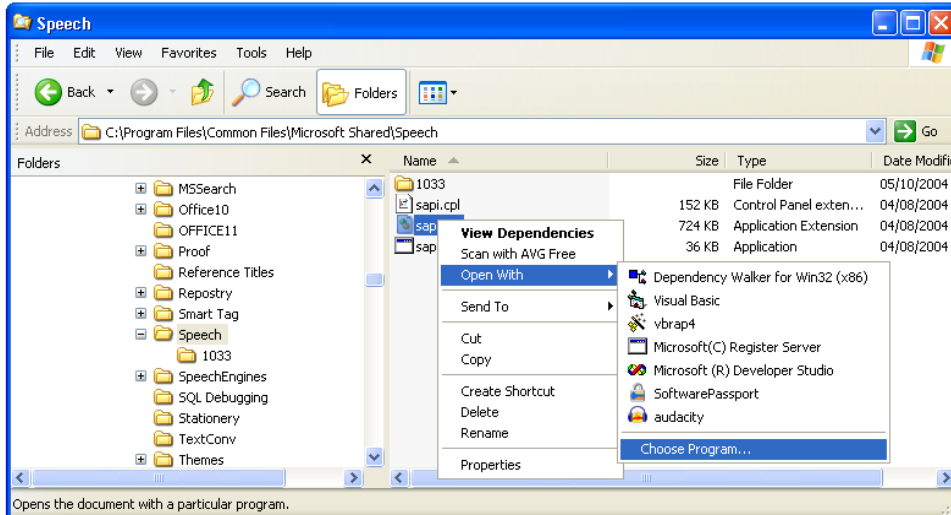 Speech
File Edit View Favorites Tools Help
Back Search Folders
Address C:\Program Files\Common Files\Microsoft Shared\Speech Go
Folders
MSSearch
Office10
OFFICE11
Proof
Reference Titles
Repostry
Smart Tag
Speech
1033
SpeechEngines
SQL Debugging
Stationery
TextConv
Themes
Name Size Type Date Modifi
1033 File Folder 05/10/2004
sapi.cpl 152 KB Control Panel exten... 04/08/2004
sap 724 KB Application Extension 04/08/2004
sap 36 KB Application 04/08/2004
View Dependencies
Scan with AVG Free
Open With
Send To
Cut
Copy
Create Shortcut
Delete
Rename
Properties
Dependency Walker for Win32 (x86)
Visual Basic
vbrap4
Microsoft(C) Register Server
Microsoft (R) Developer Studio
SoftwarePassport
audacity
Choose Program...
Opens the document with a particular program.